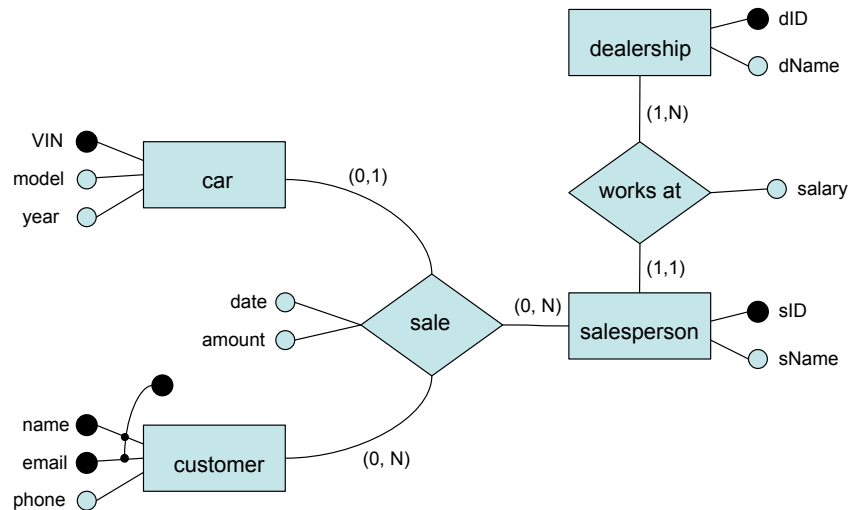 dID
dealership
dName
(1,N)
VIN
car
(0,1)
model
works at
salary
year
(1,1)
date
(0, N)
sID
sale
amount
salesperson
sName
name
email
customer
(0, N)
phone